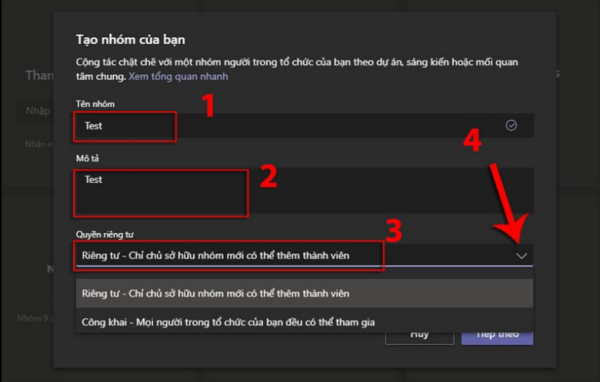 Tạo nhóm của bạn
Cộng tác chặt chẽ với một nhóm người trong tổ chức của bạn theo dự án, sáng kiến hoặc mối quan
tâm chung. Xem tổng quan nhanh
Tên nhóm
1
Test
4
Mô tả
Test
2
Quyền riêng tư
3
Riêng tư - Chỉ chủ sở hữu nhóm mới có thể thêm thành viên
Riêng tư - Chỉ chủ sở hữu nhóm mới có thể thêm thành viên
Công khai - Mọi người trong tổ chức của bạn đều có thể tham gia
Hủy
Tiếp theo
Nhập
Nhóm 9